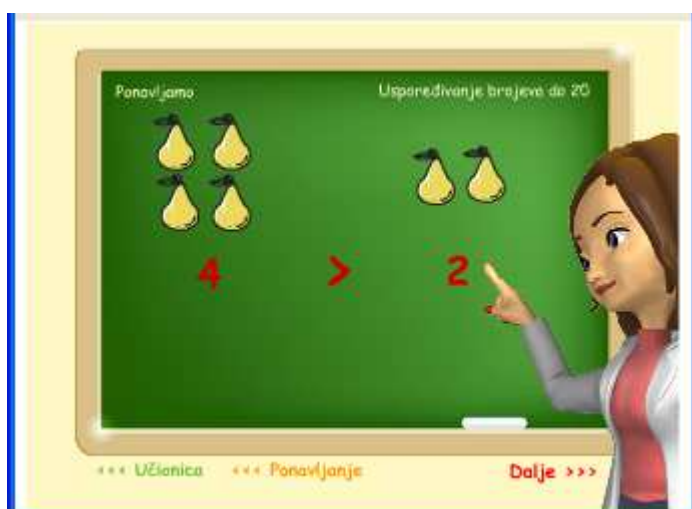 Ponavljamo
Uspoređivanje brojeva do 20
4 > 2
<<< Učionica
<<< Ponavljanje
Dalje >>>